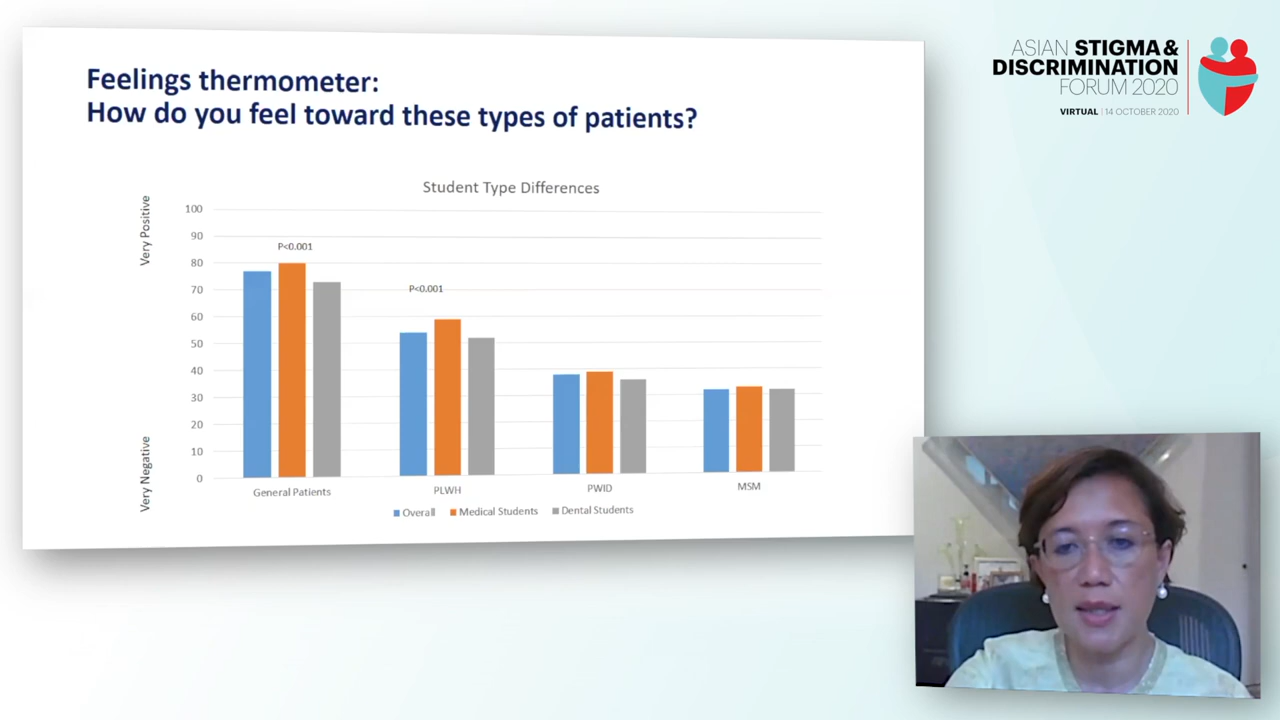 Feelings thermometer:
How do you feel toward these types of patients?
Student Type Differences
Very Positive
Very Negative
100
90
80
70
60
50
40
30
20
10
0
P<0.001
P<0.001
General Patients
PLWH
PWID
MSM
Overall
Medical Students
Dental Students
ASIAN STIGMA &
DISCRIMINATION
FORUM 2020
VIRTUAL | 14 OCTOBER 2020